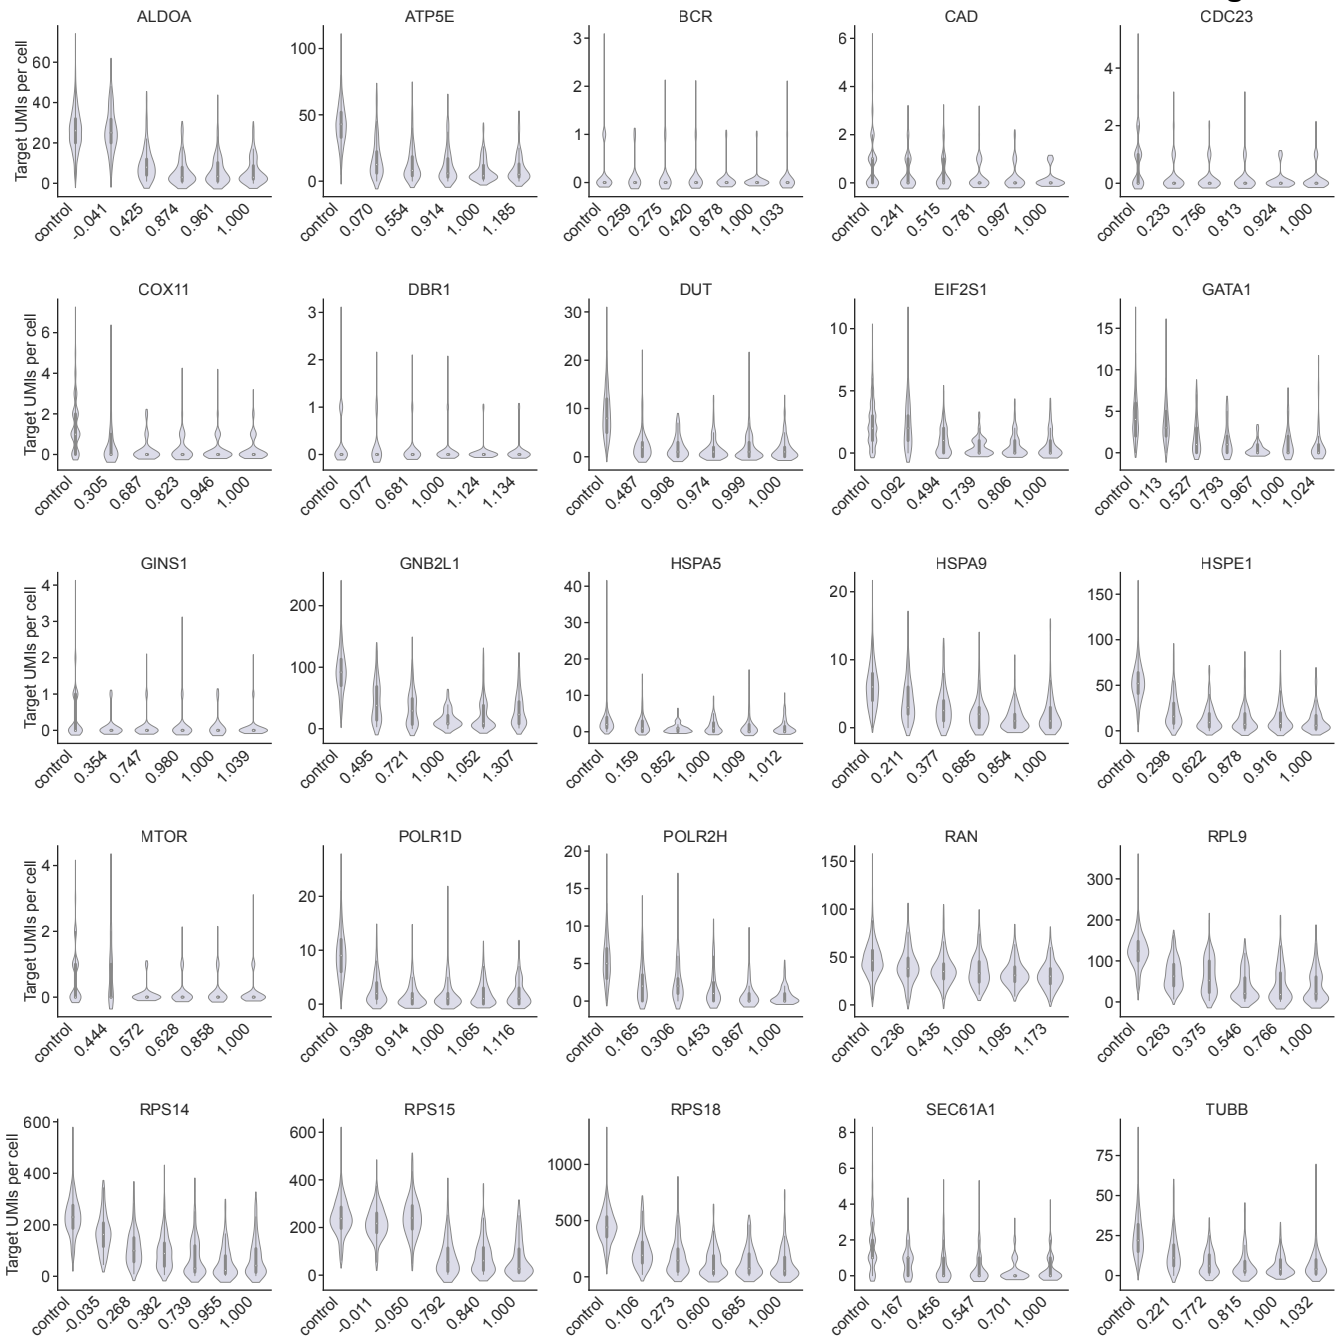 ALDOA ATP5E BCR CAD CDC23
Target UMIs per cell
60 40 20 0
100 50 0
3 2 1 0
6 4 2 0
4 2 0
control -0.041 0.425 0.874 0.961 1.000
control 0.070 0.554 0.914 1.000 1.185
control 0.259 0.275 0.420 0.878 1.000 1.033
control 0.241 0.515 0.781 0.997 1.000
control 0.233 0.756 0.813 0.924 1.000
COX11 DBR1 DUT EIF2S1 GATA1
Target UMIs per cell
6 4 2 0
3 2 1 0
30 20 10 0
10 5 0
15 10 5 0
control 0.305 0.687 0.823 0.946 1.000
control 0.077 0.681 1.000 1.124 1.134
control 0.487 0.908 0.974 0.999 1.000
control 0.092 0.494 0.739 0.806 1.000
control 0.113 0.527 0.793 0.967 1.000 1.024
GINS1 GNB2L1 HSPA5 HSPA9 HSPE1
Target UMIs per cell
4 3 2 1 0
200 100 0
40 30 20 10 0
20 10 0
150 100 50 0
control 0.354 0.747 0.980 1.000 1.039
control 0.495 0.721 1.000 1.052 1.307
control 0.159 0.852 1.000 1.009 1.012
control 0.211 0.377 0.685 0.854 1.000
control 0.298 0.622 0.878 0.916 1.000
MTOR POLR1D POLR2H RAN RPL9
Target UMIs per cell
4 2 0
20 10 0
20 15 10 5 0
150 100 50 0
300 200 100 0
control 0.444 0.572 0.628 0.858 1.000
control 0.398 0.914 1.000 1.065 1.116
control 0.165 0.306 0.453 0.867 1.000
control 0.236 0.435 1.000 1.095 1.173
control 0.263 0.375 0.546 0.766 1.000
RPS14 RPS15 RPS18 SEC61A1 TUBB
Target UMIs per cell
600 400 200 0
600 400 200 0
1000 500 0
8 6 4 2 0
75 50 25 0
control -0.035 0.268 0.382 0.739 0.955 1.000
control -0.011 -0.050 0.792 0.840 1.000
control 0.106 0.273 0.600 0.685 1.000
control 0.167 0.456 0.547 0.701 1.000
control 0.221 0.772 0.815 1.000 1.032